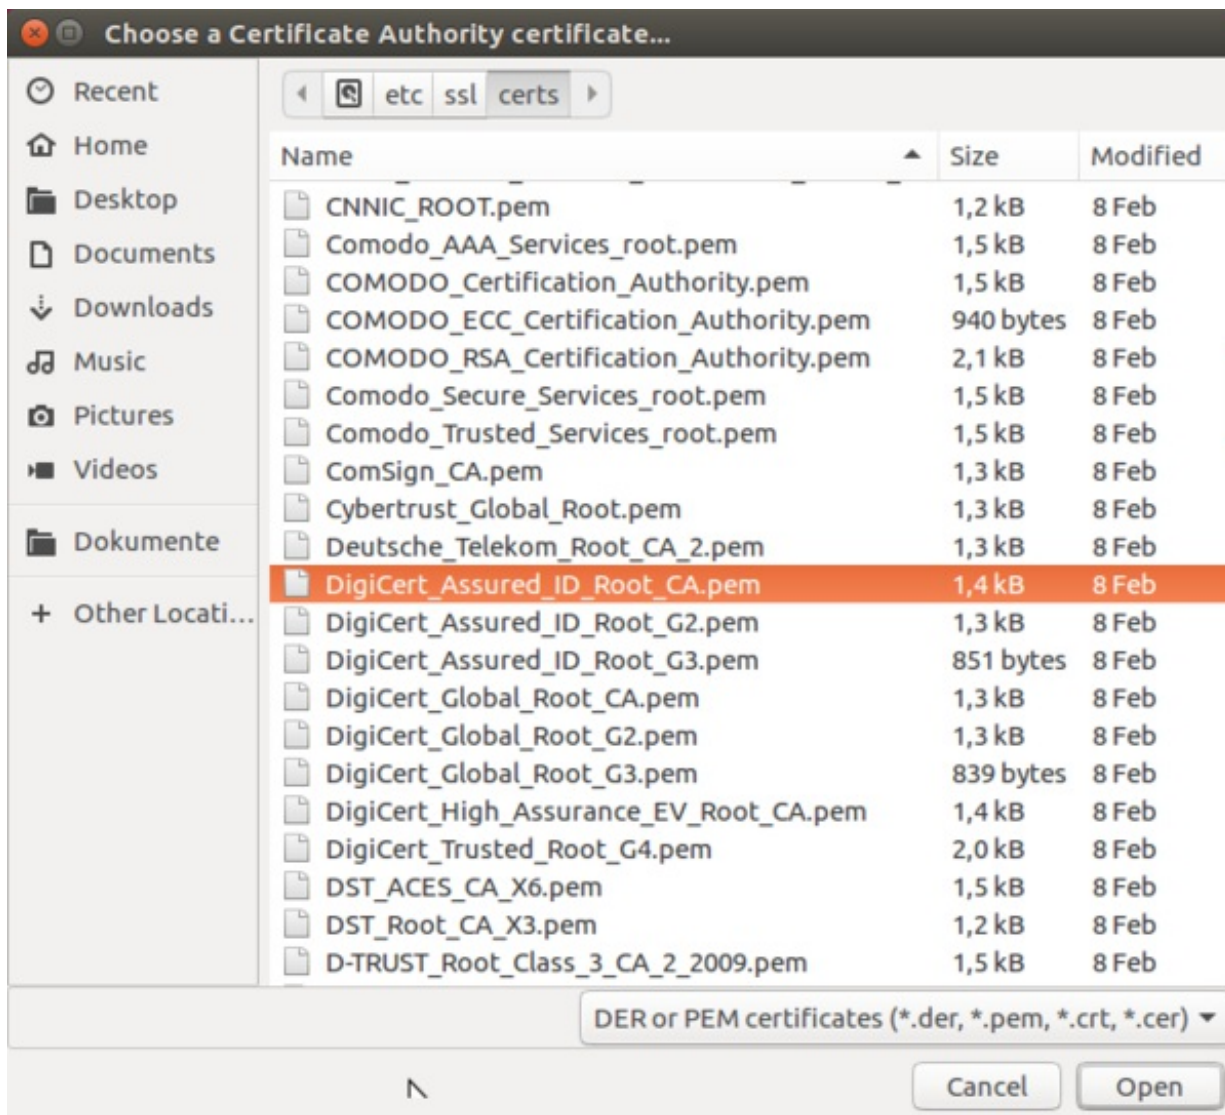 Choose a Certificate Authority certificate...
Recent
Home
Desktop
Documents
Downloads
Music
Pictures
Videos
Dokumente
Other Locati...
etc ssl certs
Name Size Modified
CNNIC_ROOT.pem 1,2 kB 8 Feb
Comodo_AAA_Services_root.pem 1,5 kB 8 Feb
COMODO_Certification_Authority.pem 1,5 kB 8 Feb
COMODO_ECC_Certification_Authority.pem 940 bytes 8 Feb
COMODO_RSA_Certification_Authority.pem 2,1 kB 8 Feb
Comodo_Secure_Services_root.pem 1,5 kB 8 Feb
Comodo_Trusted_Services_root.pem 1,5 kB 8 Feb
ComSign_CA.pem 1,3 kB 8 Feb
Cybertrust_Global_Root.pem 1,3 kB 8 Feb
Deutsche_Telekom_Root_CA_2.pem 1,3 kB 8 Feb
DigiCert_Assured_ID_Root_CA.pem 1,4 kB 8 Feb
DigiCert_Assured_ID_Root_G2.pem 1,3 kB 8 Feb
DigiCert_Assured_ID_Root_G3.pem 851 bytes 8 Feb
DigiCert_Global_Root_CA.pem 1,3 kB 8 Feb
DigiCert_Global_Root_G2.pem 1,3 kB 8 Feb
DigiCert_Global_Root_G3.pem 839 bytes 8 Feb
DigiCert_High_Assurance_EV_Root_CA.pem 1,4 kB 8 Feb
DigiCert_Trusted_Root_G4.pem 2,0 kB 8 Feb
DST_ACES_CA_X6.pem 1,5 kB 8 Feb
DST_Root_CA_X3.pem 1,2 kB 8 Feb
D-TRUST_Root_Class_3_CA_2_2009.pem 1,5 kB 8 Feb
DER or PEM certificates (*.der, *.pem, *.crt, *.cer)
Cancel Open